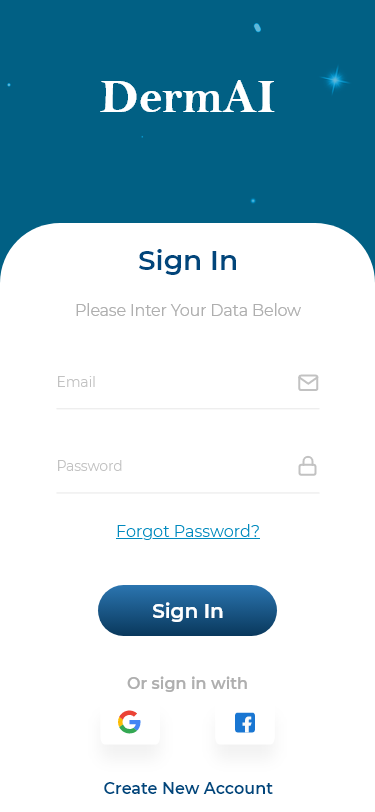 DermAI
Sign In
Please Inter Your Data Below
Email
Password
Forgot Password?
Sign In
Or sign in with
Create New Account